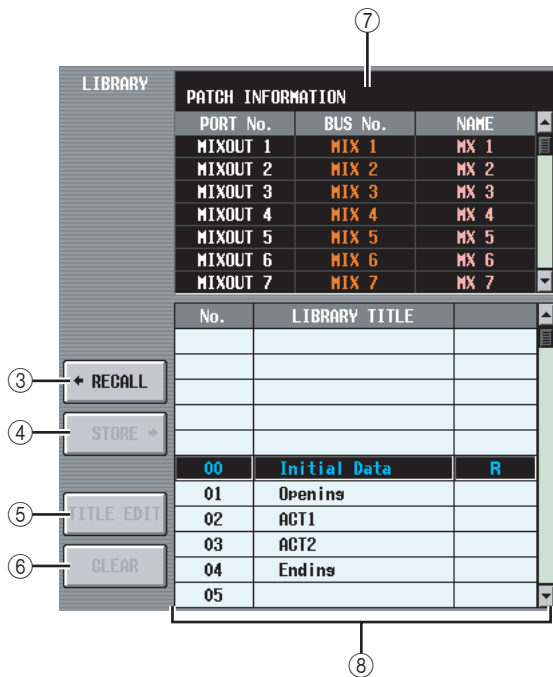 ⑦
LIBRARY
PATCH INFORMATION
PORT No. BUS No. NAME
MIXOUT 1 MIX 1 MX 1
MIXOUT 2 MIX 2 MX 2
MIXOUT 3 MIX 3 MX 3
MIXOUT 4 MIX 4 MX 4
MIXOUT 5 MIX 5 MX 5
MIXOUT 6 MIX 6 MX 6
MIXOUT 7 MIX 7 MX 7
No. LIBRARY TITLE
③ RECALL
④ STORE
00 Initial Data R
01 Opening
⑤ TITLE EDIT
02 ACT1
03 ACT2
⑥ CLEAR
04 Ending
05
⑧